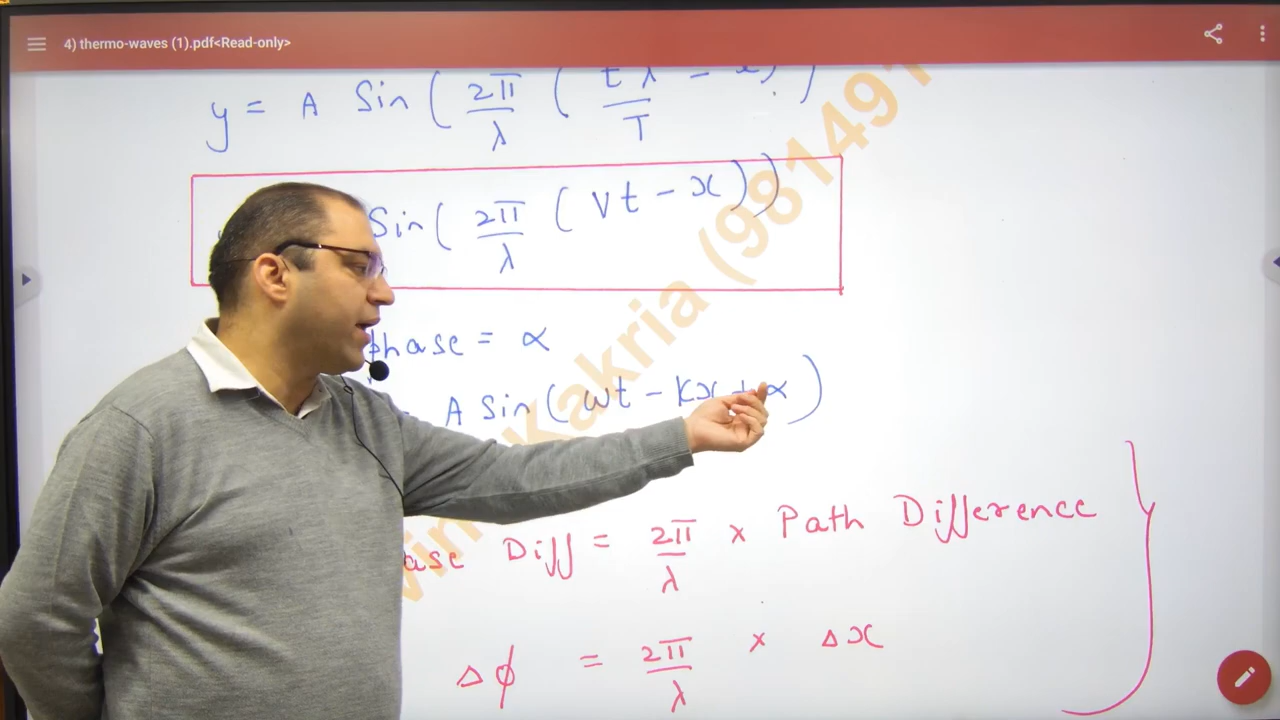 4) thermo-waves (1).pdf<Read-only>
y = A Sin( 2π/λ ( tλ/T - x) )
Sin( 2π/λ ( Vt - x ) )
phase = α
= A Sin( ωt - Kx + α )
Diff = 2π/λ × Path Difference
Δφ = 2π/λ × Δx
(981491